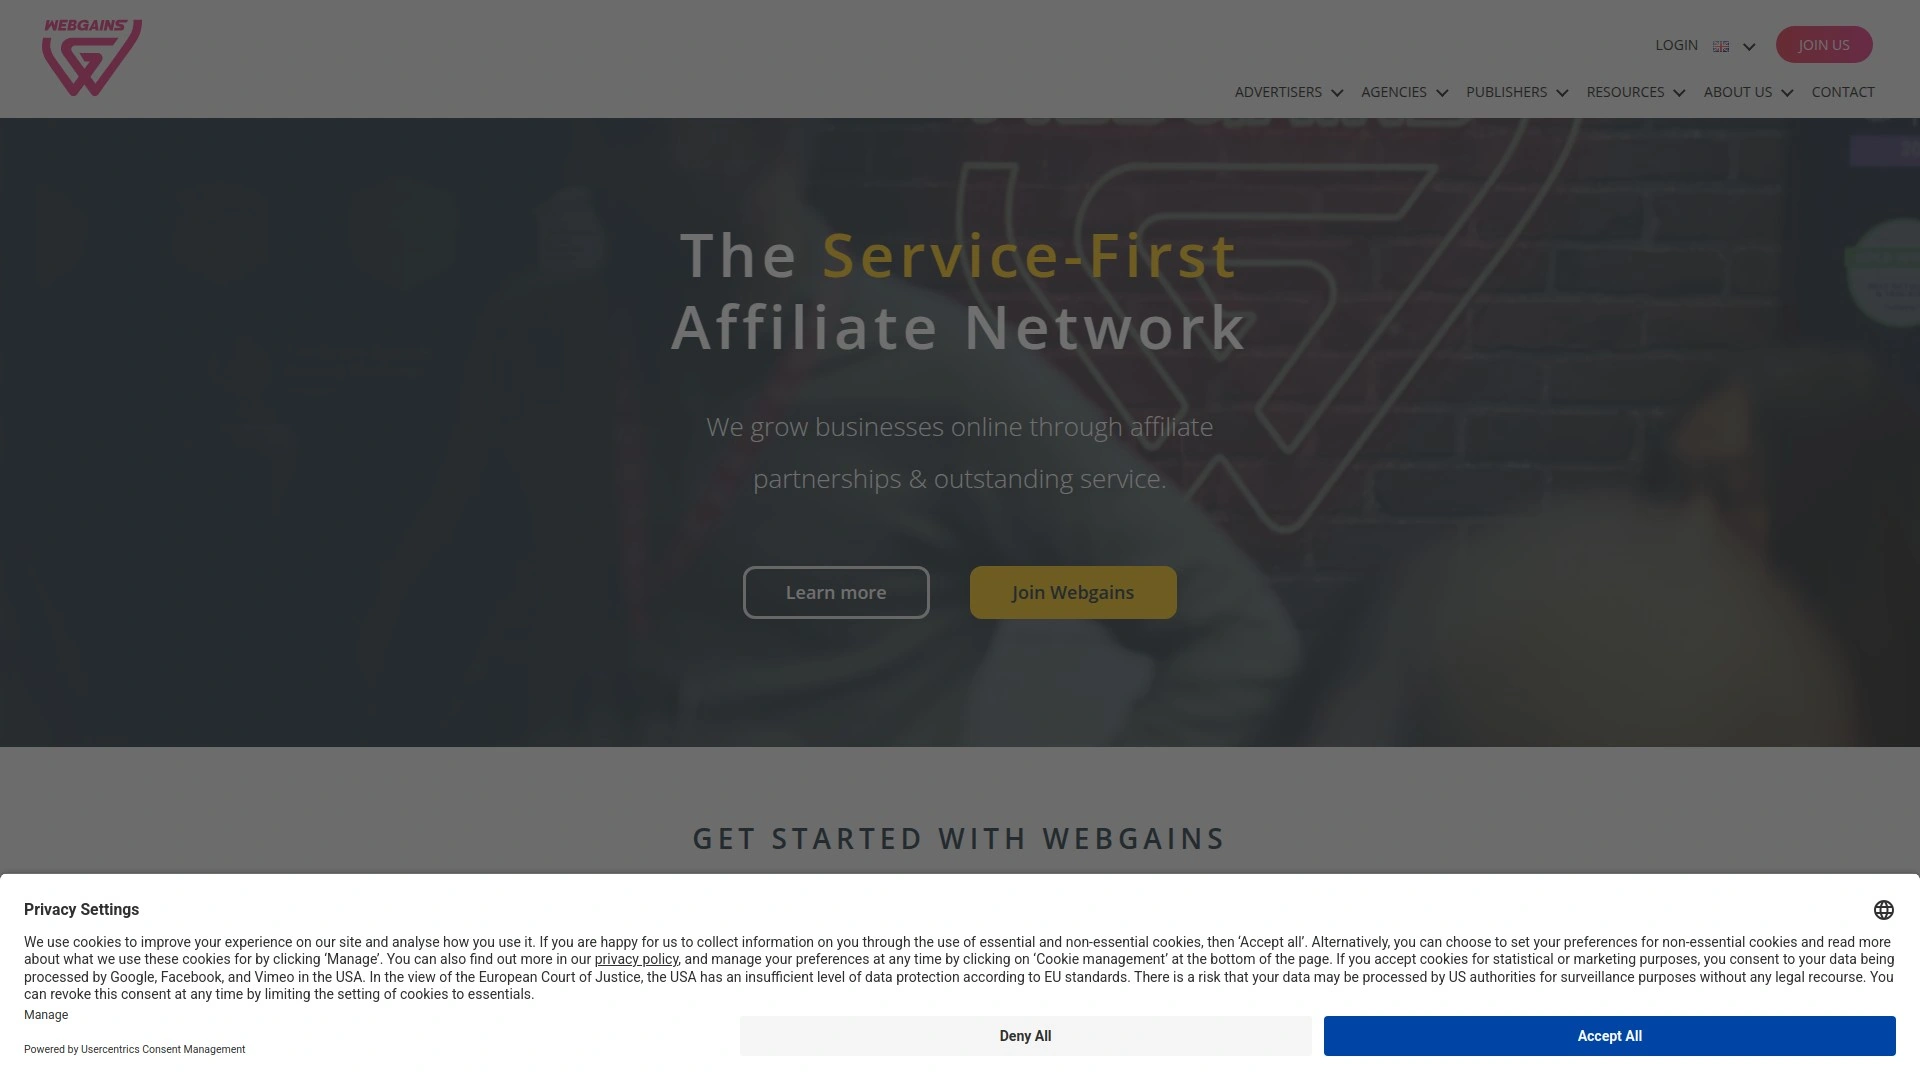 WEBGAINS
LOGIN
JOIN US
ADVERTISERS AGENCIES PUBLISHERS RESOURCES ABOUT US CONTACT
The Service-First
Affiliate Network
We grow businesses online through affiliate
partnerships & outstanding service.
Learn more Join Webgains
GET STARTED WITH WEBGAINS
Privacy Settings
We use cookies to improve your experience on our site and analyse how you use it. If you are happy for us to collect information on you through the use of essential and non-essential cookies, then ‘Accept all’. Alternatively, you can choose to set your preferences for non-essential cookies and read more
about what we use these cookies for by clicking ‘Manage’. You can also find out more in our privacy policy, and manage your preferences at any time by clicking on ‘Cookie management’ at the bottom of the page. If you accept cookies for statistical or marketing purposes, you consent to your data being
processed by Google, Facebook, and Vimeo in the USA. In the view of the European Court of Justice, the USA has an insufficient level of data protection according to EU standards. There is a risk that your data may be processed by US authorities for surveillance purposes without any legal recourse. You
can revoke this consent at any time by limiting the setting of cookies to essentials.
Manage
Deny All Accept All
Powered by Usercentrics Consent Management